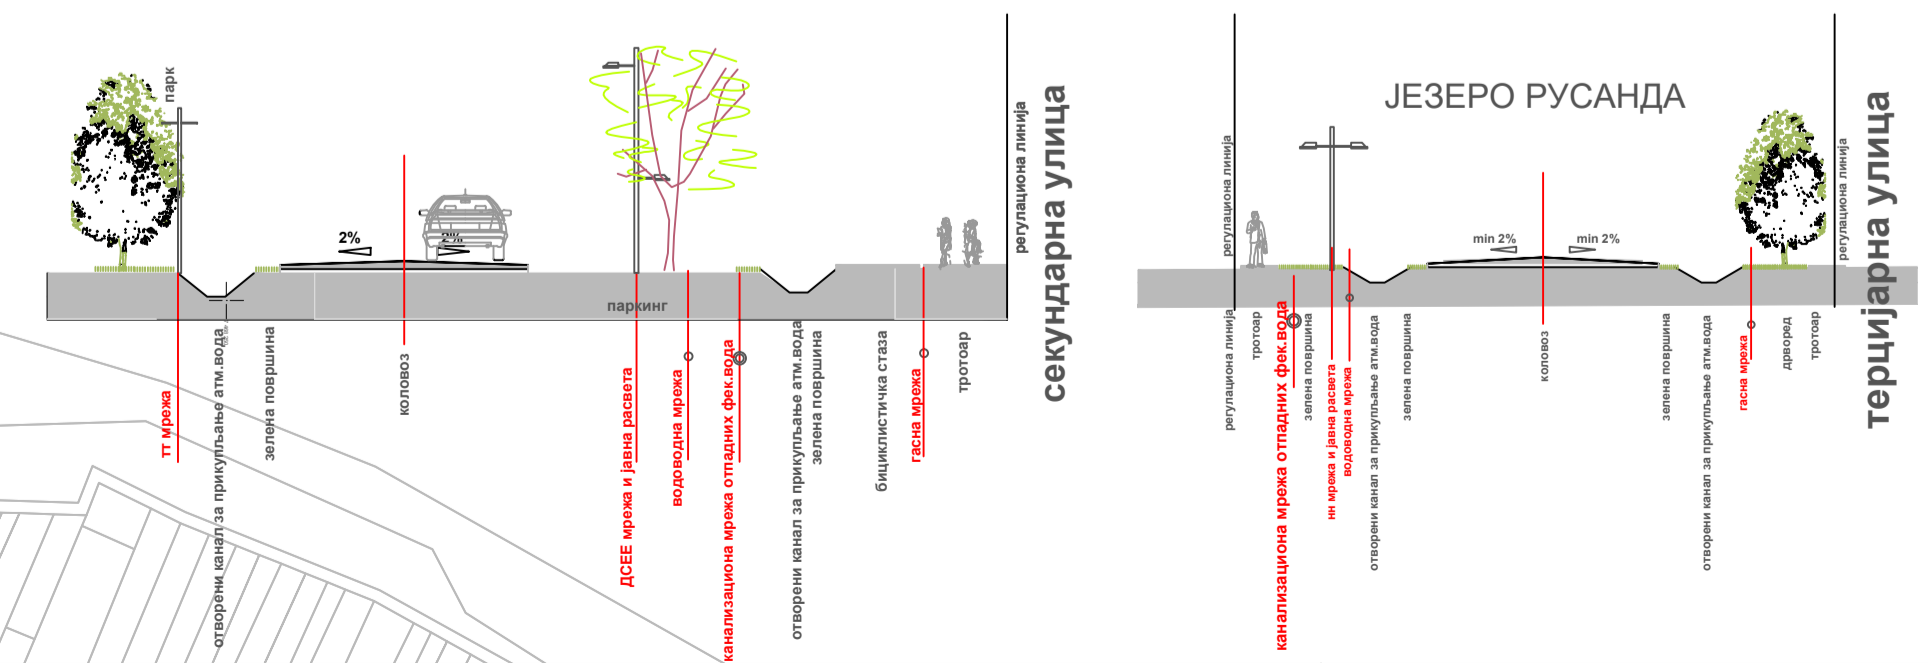 парк
2%
2%
паркинг
тт мрежа
отворени канал за прикупљање атм.вода
зелена површина
коловоз
ДСЕЕ мрежа и јавна расвета
водоводна мрежа
канализациона мрежа отпадних фек.вода
отворени канал за прикупљање атм.вода
зелена површина
бициклистичка стаза
гасна мрежа
тротоар
регулациона линија
секундарна улица
ЈЕЗЕРО РУСАНДА
регулациона линија
min 2%
min 2%
регулациона линија
регулациона линија
тротоар
канализациона мрежа отпадних фек.вода
зелена површина
нн мрежа и јавна расвета
водоводна мрежа
отворени канал за прикупљање атм.вода
зелена површина
коловоз
зелена површина
отворени канал за прикупљање атм.вода
гасна мрежа
дрворед
тротоар
терцијарна улица